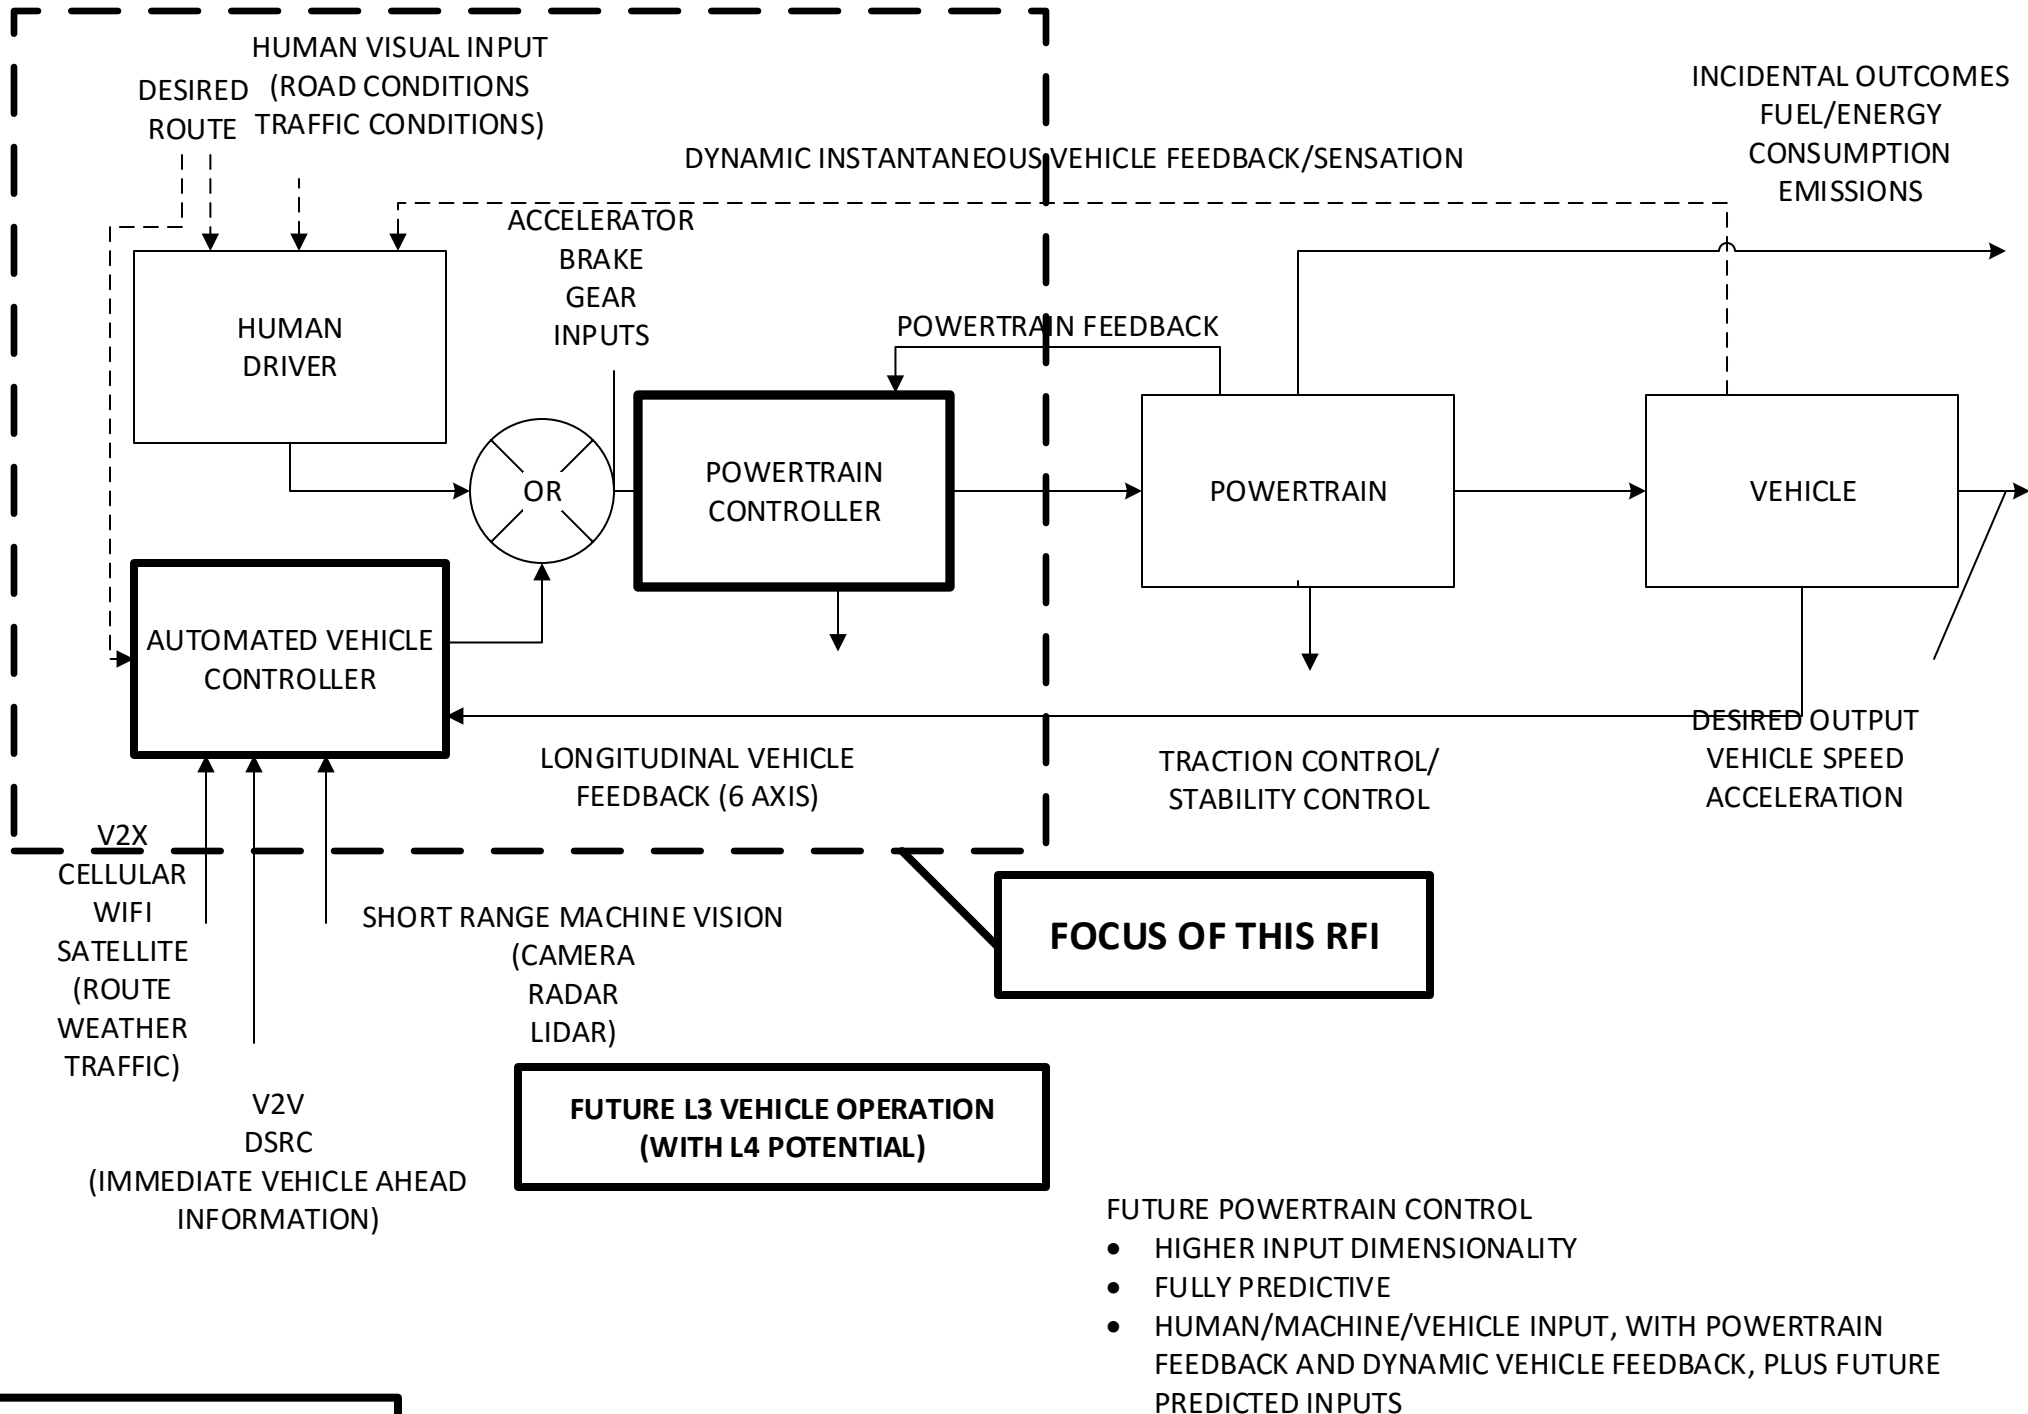 HUMAN VISUAL INPUT
(ROAD CONDITIONS
TRAFFIC CONDITIONS)
DESIRED
ROUTE
INCIDENTAL OUTCOMES
FUEL/ENERGY
CONSUMPTION
EMISSIONS
DYNAMIC INSTANTANEOUS VEHICLE FEEDBACK/SENSATION
ACCELERATOR
BRAKE
GEAR
INPUTS
HUMAN
DRIVER
POWERTRAIN FEEDBACK
OR
POWERTRAIN
CONTROLLER
POWERTRAIN
VEHICLE
AUTOMATED VEHICLE
CONTROLLER
LONGITUDINAL VEHICLE
FEEDBACK (6 AXIS)
TRACTION CONTROL/
STABILITY CONTROL
DESIRED OUTPUT
VEHICLE SPEED
ACCELERATION
V2X
CELLULAR
WIFI
SATELLITE
(ROUTE
WEATHER
TRAFFIC)
SHORT RANGE MACHINE VISION
(CAMERA
RADAR
LIDAR)
FOCUS OF THIS RFI
V2V
DSRC
(IMMEDIATE VEHICLE AHEAD
INFORMATION)
FUTURE L3 VEHICLE OPERATION
(WITH L4 POTENTIAL)
FUTURE POWERTRAIN CONTROL
• HIGHER INPUT DIMENSIONALITY
• FULLY PREDICTIVE
• HUMAN/MACHINE/VEHICLE INPUT, WITH POWERTRAIN
FEEDBACK AND DYNAMIC VEHICLE FEEDBACK, PLUS FUTURE
PREDICTED INPUTS